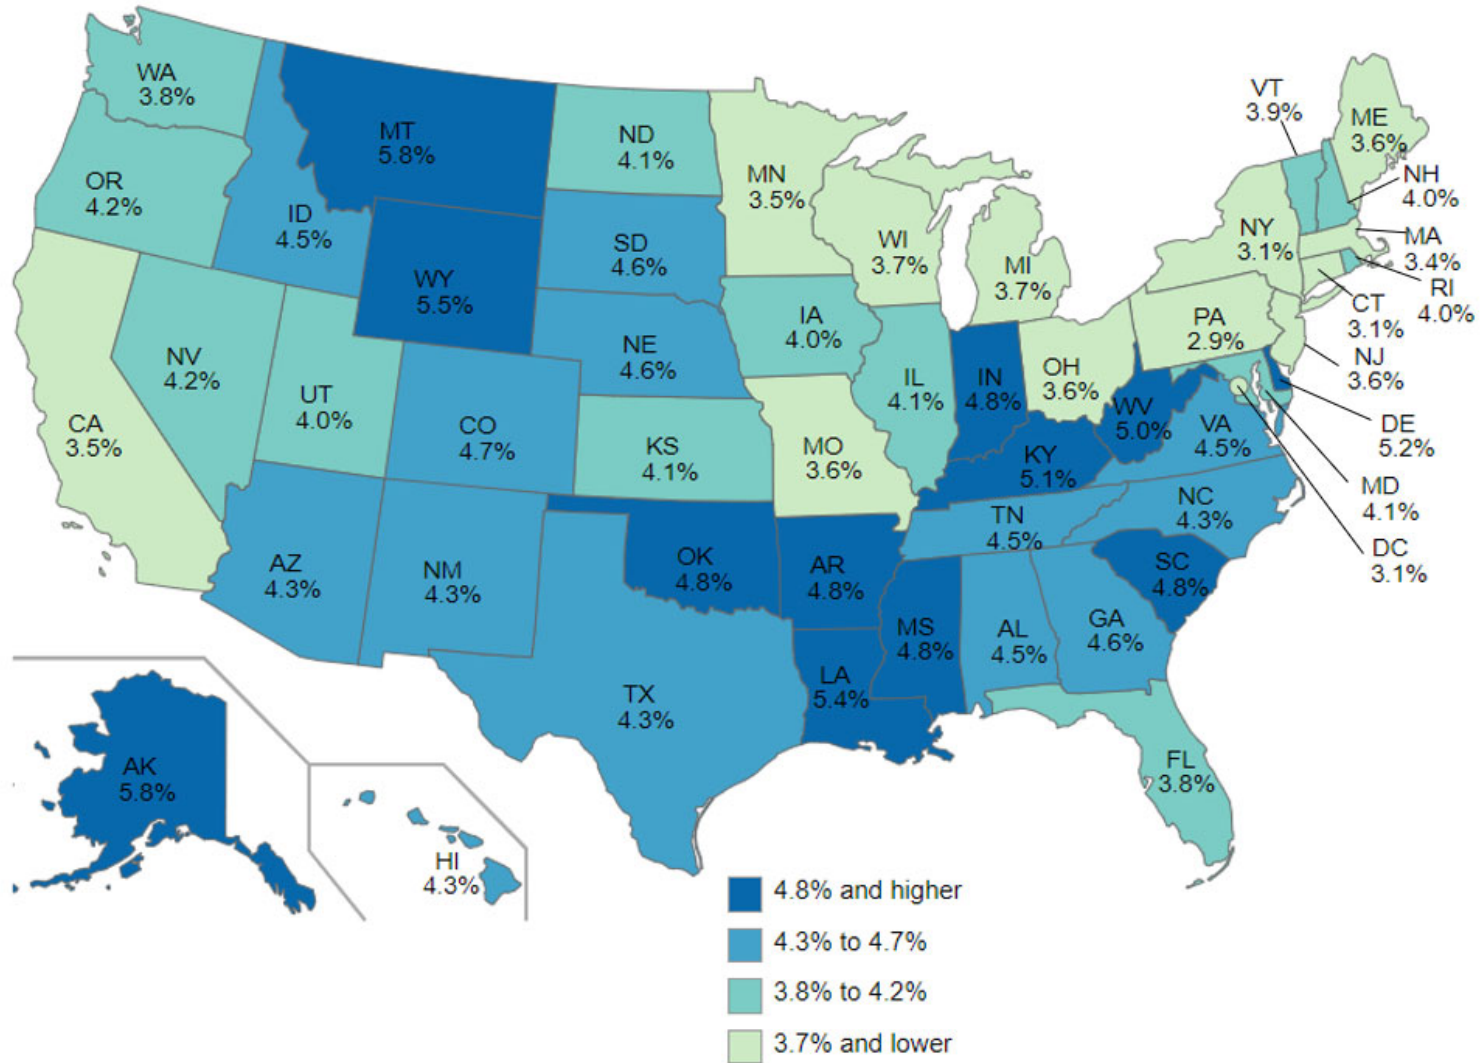 WA
3.8%
OR
4.2%
CA
3.5%
NV
4.2%
ID
4.5%
MT
5.8%
WY
5.5%
UT
4.0%
CO
4.7%
AZ
4.3%
NM
4.3%
ND
4.1%
SD
4.6%
NE
4.6%
KS
4.1%
OK
4.8%
TX
4.3%
MN
3.5%
IA
4.0%
MO
3.6%
AR
4.8%
LA
5.4%
WI
3.7%
IL
4.1%
MI
3.7%
IN
4.8%
OH
3.6%
KY
5.1%
TN
4.5%
MS
4.8%
AL
4.5%
GA
4.6%
FL
3.8%
SC
4.8%
NC
4.3%
VA
4.5%
WV
5.0%
PA
2.9%
NY
3.1%
VT
3.9%
ME
3.6%
NH
4.0%
MA
3.4%
RI
4.0%
CT
3.1%
NJ
3.6%
DE
5.2%
MD
4.1%
DC
3.1%
AK
5.8%
HI
4.3%
4.8% and higher
4.3% to 4.7%
3.8% to 4.2%
3.7% and lower